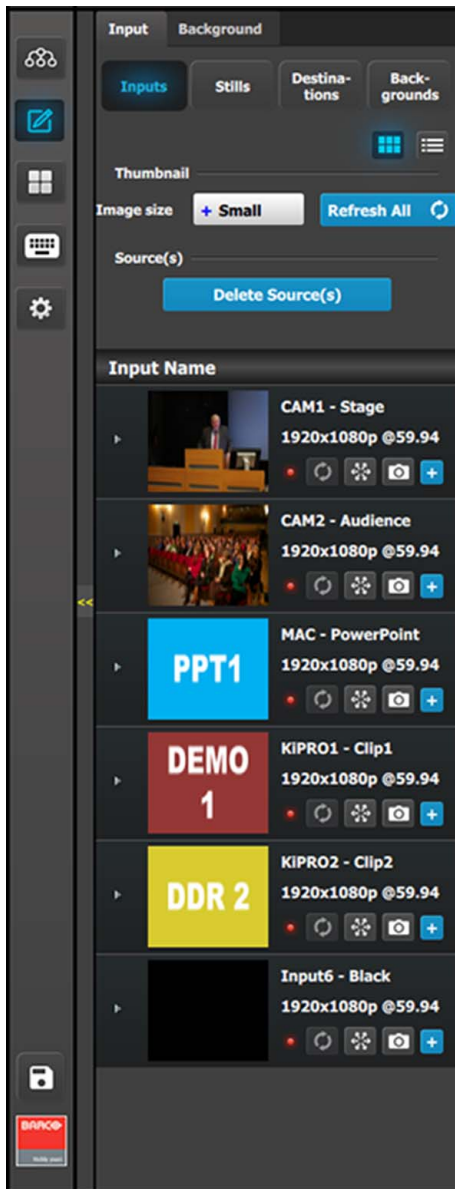 Input Background
Inputs Stills Destina-
tions Back-
grounds
Thumbnail
Image size + Small Refresh All
Source(s)
Delete Source(s)
Input Name
CAM1 - Stage
1920x1080p @59.94
CAM2 - Audience
1920x1080p @59.94
<<
PPT1
MAC - PowerPoint
1920x1080p @59.94
DEMO
1
KiPRO1 - Clip1
1920x1080p @59.94
DDR 2
KiPRO2 - Clip2
1920x1080p @59.94
Input6 - Black
1920x1080p @59.94
BARCO